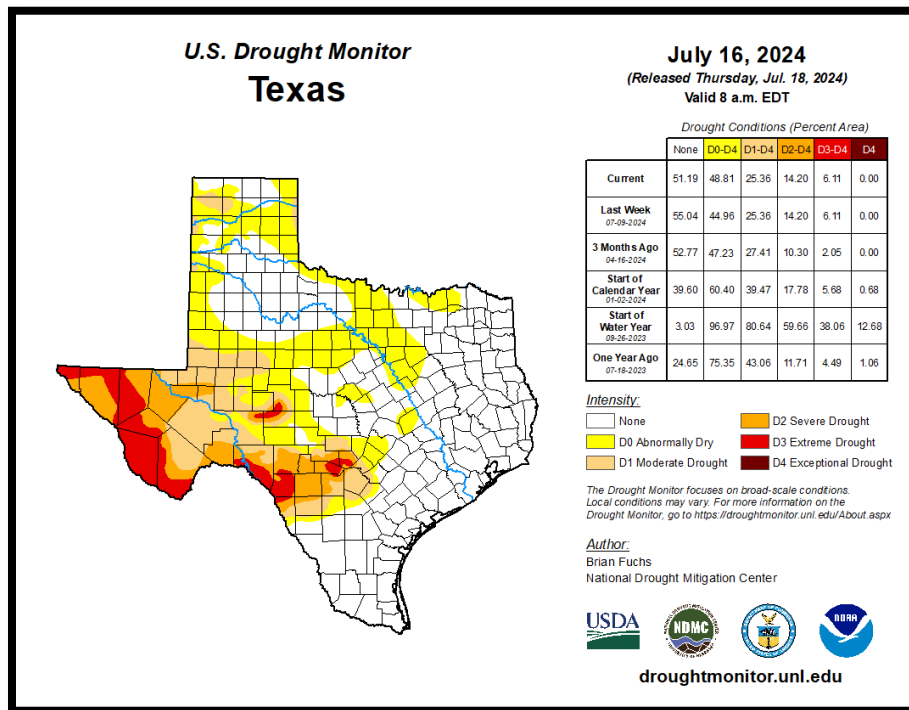 U.S. Drought Monitor
Texas
July 16, 2024
(Released Thursday, Jul. 18, 2024)
Valid 8 a.m. EDT
Drought Conditions (Percent Area)
None D0-D4 D1-D4 D2-D4 D3-D4 D4
Current 51.19 48.81 25.36 14.20 6.11 0.00
Last Week
07-09-2024 55.04 44.96 25.36 14.20 6.11 0.00
3 Months Ago
04-16-2024 52.77 47.23 27.41 10.30 2.05 0.00
Start of
Calendar Year
01-02-2024 39.60 60.40 39.47 17.78 5.68 0.68
Start of
Water Year
09-26-2023 3.03 96.97 80.64 59.66 38.06 12.68
One Year Ago
07-18-2023 24.65 75.35 43.06 11.71 4.49 1.06
Intensity:
None
D0 Abnormally Dry
D1 Moderate Drought
D2 Severe Drought
D3 Extreme Drought
D4 Exceptional Drought
The Drought Monitor focuses on broad-scale conditions.
Local conditions may vary. For more information on the
Drought Monitor, go to https://droughtmonitor.unl.edu/About.aspx
Author:
Brian Fuchs
National Drought Mitigation Center
USDA
NDMC
NOAA
droughtmonitor.unl.edu